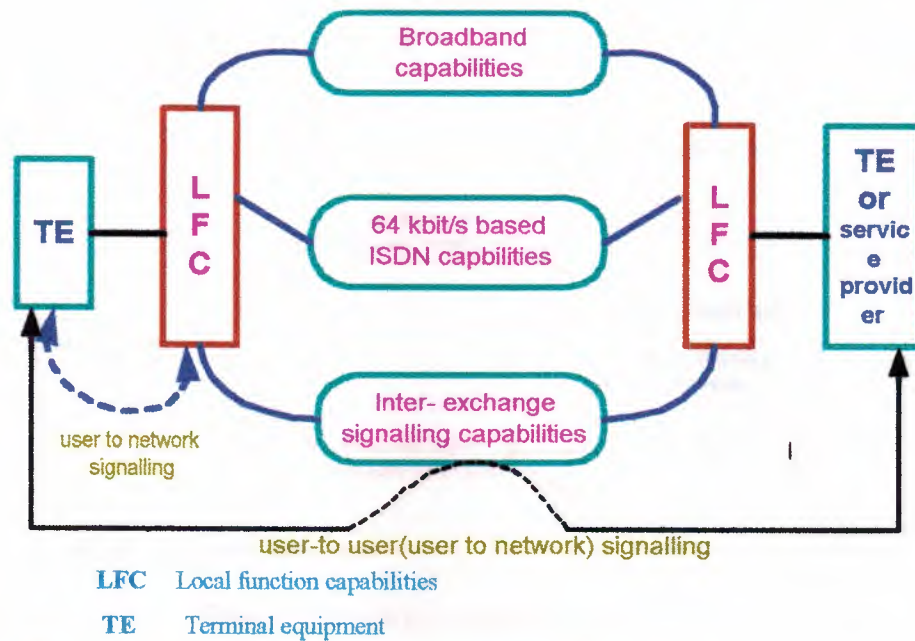 Broadband
capabilities
TE
L
F
C
64 kbit/s based
ISDN capbilities
L
F
C
TE
or
servic
e
provid
er
Inter- exchange
signalling capabilities
user to network
signalling
user-to user(user to network) signalling
LFC Local function capabilities
TE Terminal equipment